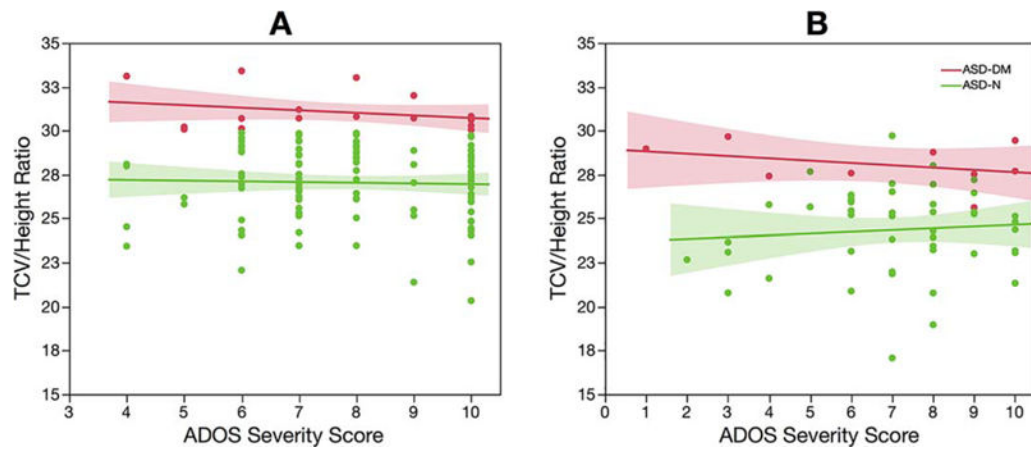 A
B
35
33
30
28
25
23
20
18
15
TCV/Height Ratio
3 4 5 6 7 8 9 10
ADOS Severity Score
35
33
30
28
25
23
20
18
15
TCV/Height Ratio
ASD-DM
ASD-N
0 1 2 3 4 5 6 7 8 9 10
ADOS Severity Score